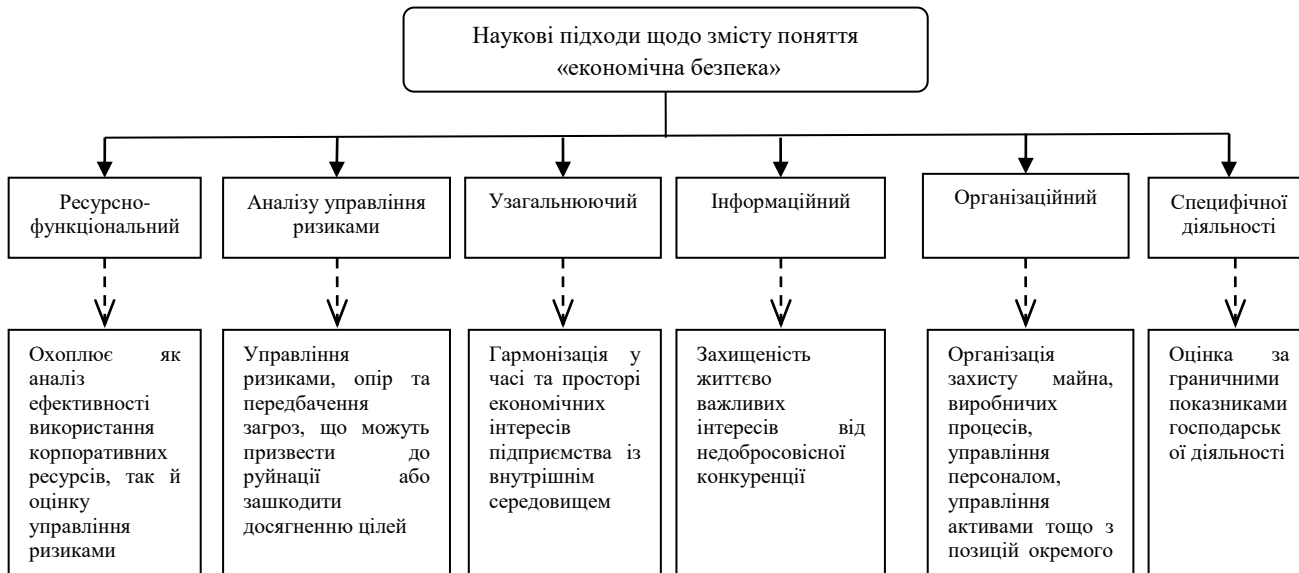 Наукові підходи щодо змісту поняття
«економічна безпека»
Ресурсно-
функціональний
Аналізу управління
ризиками
Узагальнюючий
Інформаційний
Організаційний
Специфічної
діяльності
Охоплює як
аналіз
ефективності
використання
корпоративних
ресурсів, так й
оцінку
управління
ризиками
Управління
ризиками, опір та
передбачення
загроз, що можуть
призвести до
руйнації або
зашкодити
досягненню цілей
Гармонізація у
часі та просторі
економічних
інтересів
підприємства із
внутрішнім
середовищем
Захищеність
життєво
важливих
інтересів від
недобросовісної
конкуренції
Організація
захисту майна,
виробничих
процесів,
управління
персоналом,
управління
активами тощо з
позицій окремого
Оцінка за
граничними
показниками
господарськ
ої діяльності